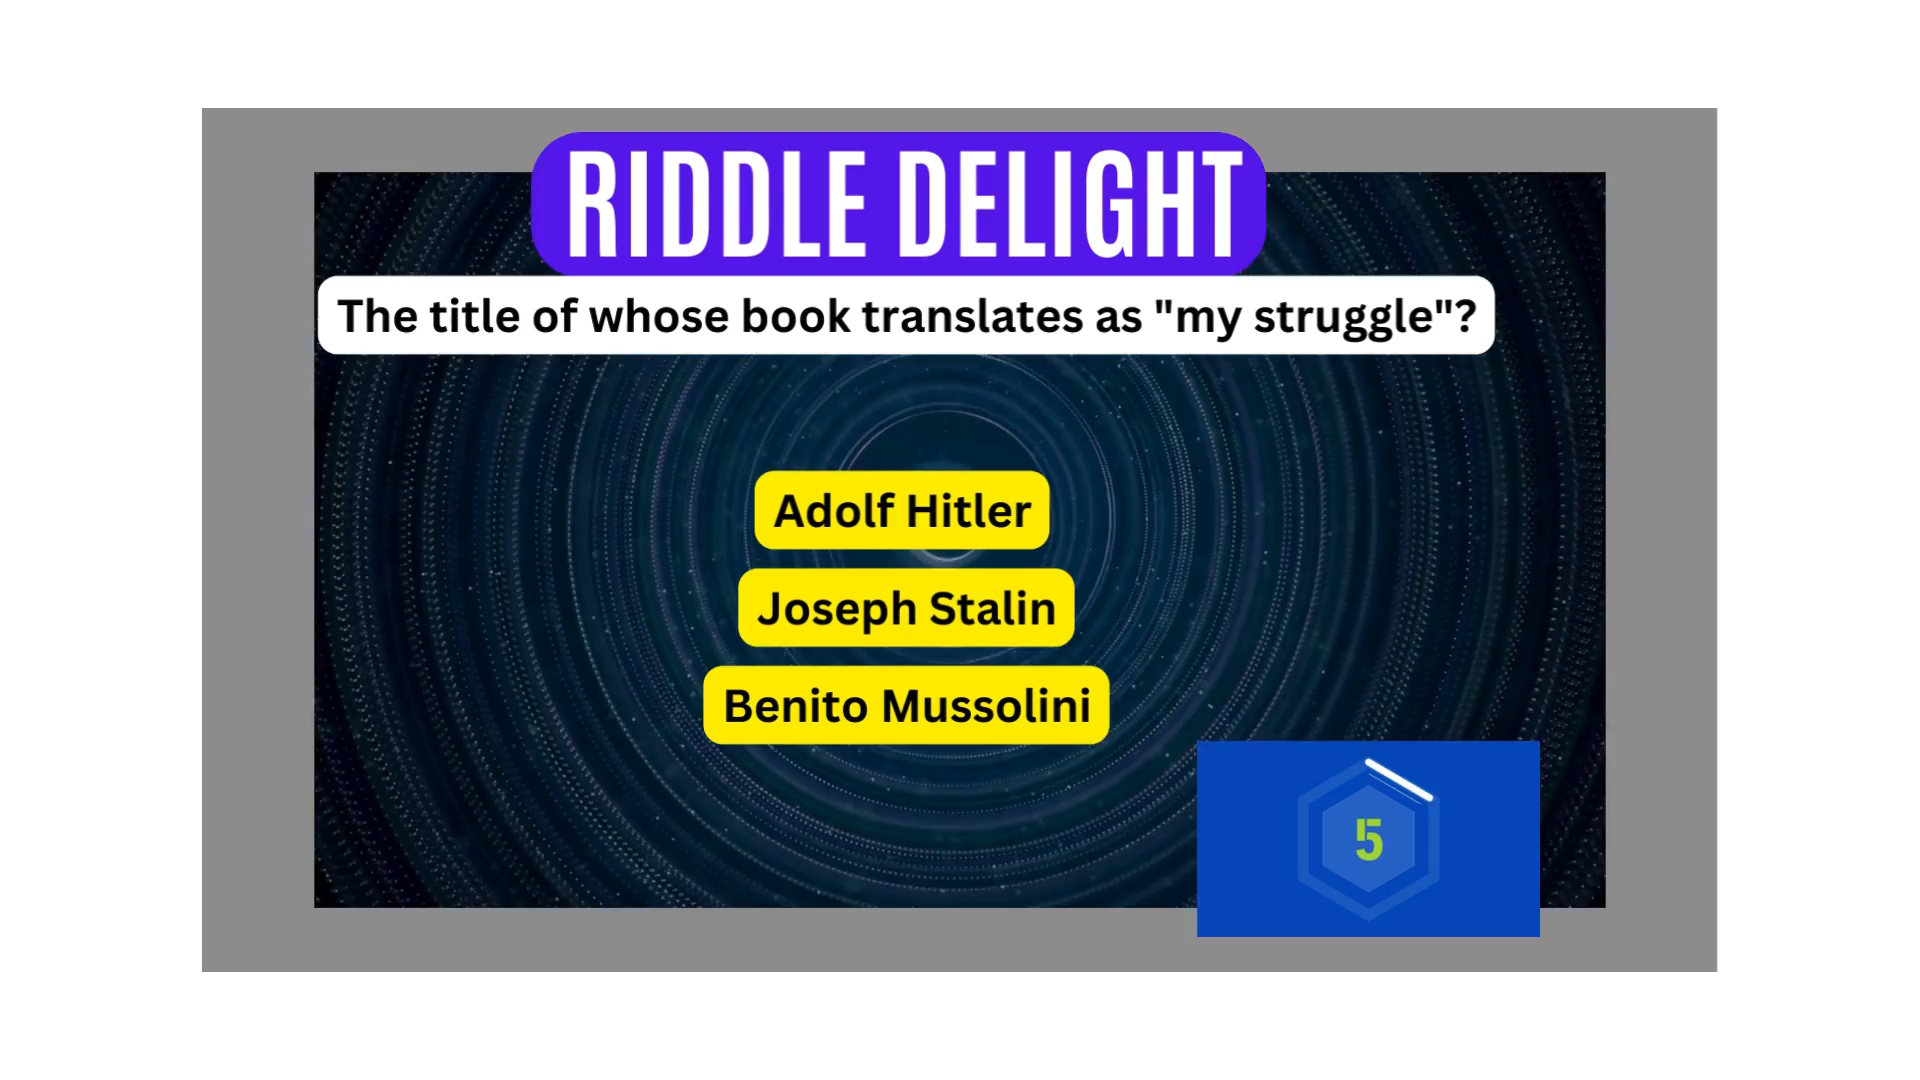 RIDDLE DELIGHT
The title of whose book translates as "my struggle"?
Adolf Hitler
Joseph Stalin
Benito Mussolini
5